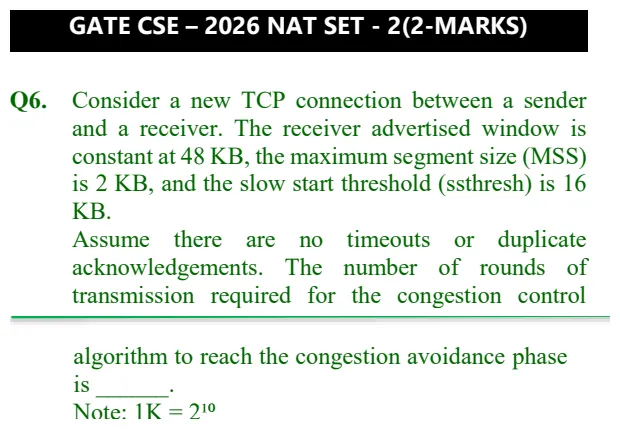 GATE CSE – 2026 NAT SET - 2(2-MARKS)
Q6. Consider a new TCP connection between a sender
and a receiver. The receiver advertised window is
constant at 48 KB, the maximum segment size (MSS)
is 2 KB, and the slow start threshold (ssthresh) is 16
KB.
Assume there are no timeouts or duplicate
acknowledgements. The number of rounds of
transmission required for the congestion control
algorithm to reach the congestion avoidance phase
is ______.
Note: 1K = 2¹⁰